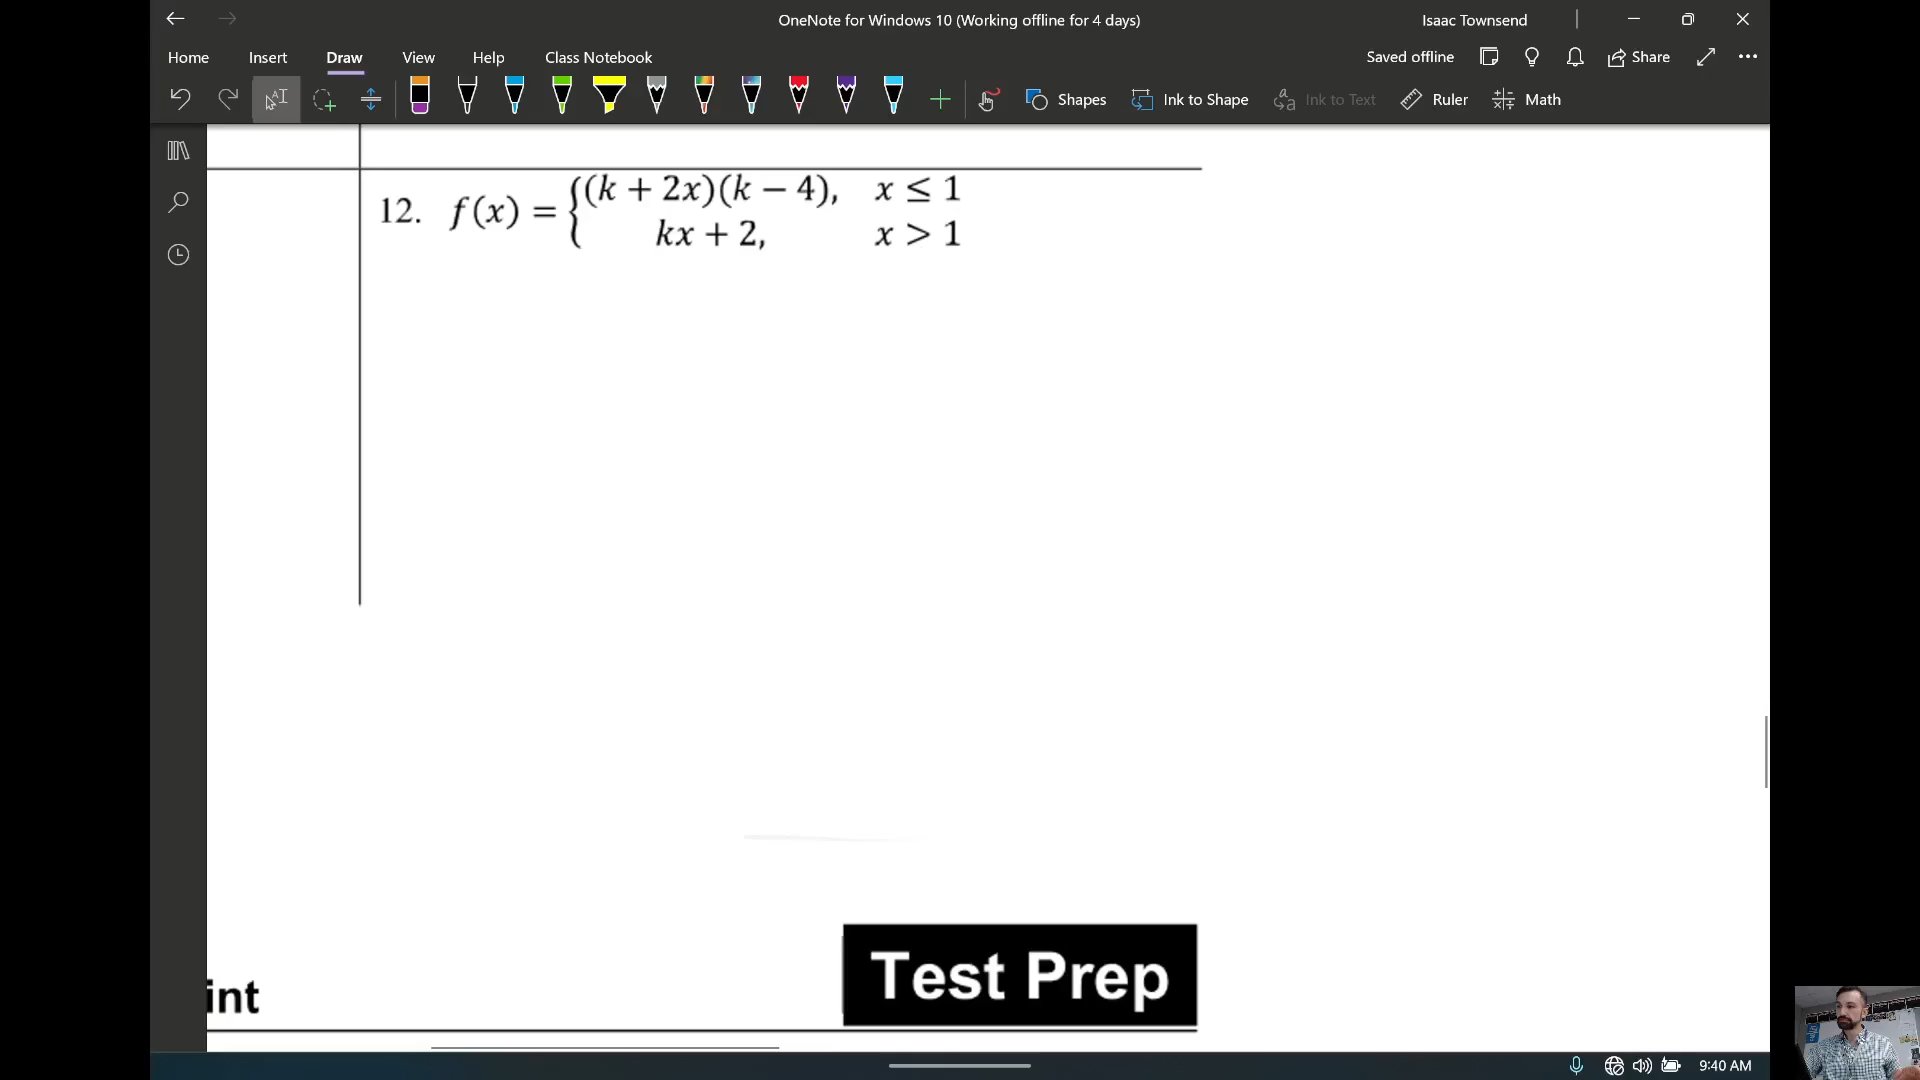 OneNote for Windows 10 (Working offline for 4 days)
Isaac Townsend
Home Insert Draw View Help Class Notebook
Saved offline Share
Shapes Ink to Shape Ink to Text Ruler Math
12. f(x) = {(k + 2x)(k − 4), x ≤ 1
kx + 2, x > 1
Test Prep
int
9:40 AM